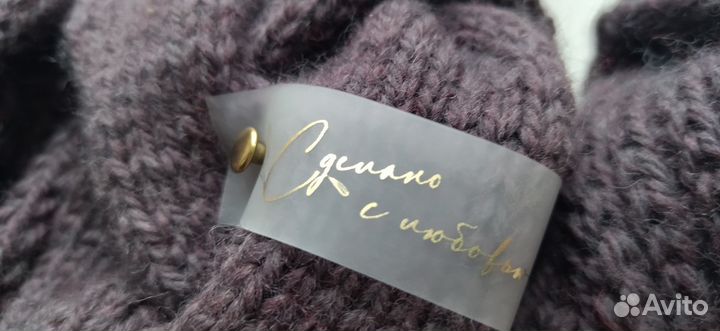 Сделано
с любовью
Avito